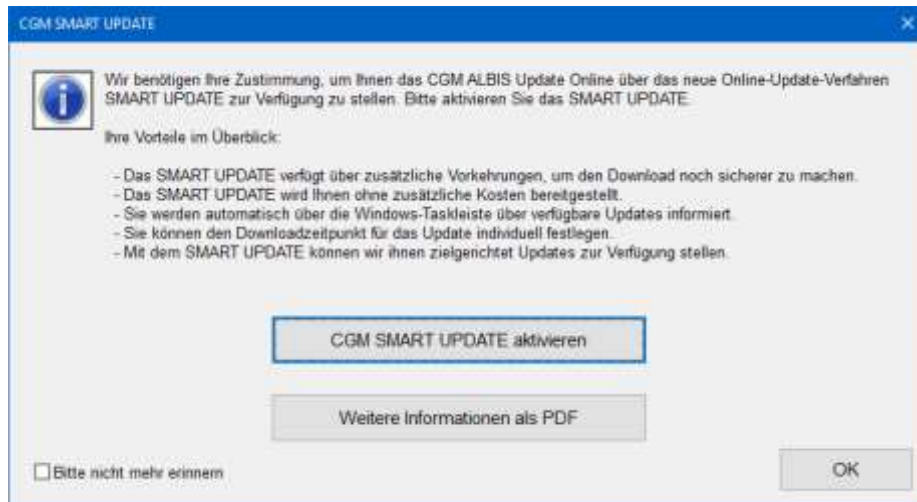 CGM SMART UPDATE
Wir benötigen Ihre Zustimmung, um Ihnen das CGM ALBIS Update Online über das neue Online-Update-Verfahren
SMART UPDATE zur Verfügung zu stellen. Bitte aktivieren Sie das SMART UPDATE.
Ihre Vorteile im Überblick:
- Das SMART UPDATE verfügt über zusätzliche Vorkehrungen, um den Download noch sicherer zu machen.
- Das SMART UPDATE wird Ihnen ohne zusätzliche Kosten bereitgestellt.
- Sie werden automatisch über die Windows-Taskleiste über verfügbare Updates informiert.
- Sie können den Downloadzeitpunkt für das Update individuell festlegen.
- Mit dem SMART UPDATE können wir ihnen zielgerichtet Updates zur Verfügung stellen.
CGM SMART UPDATE aktivieren
Weitere Informationen als PDF
Bitte nicht mehr erinnern
OK